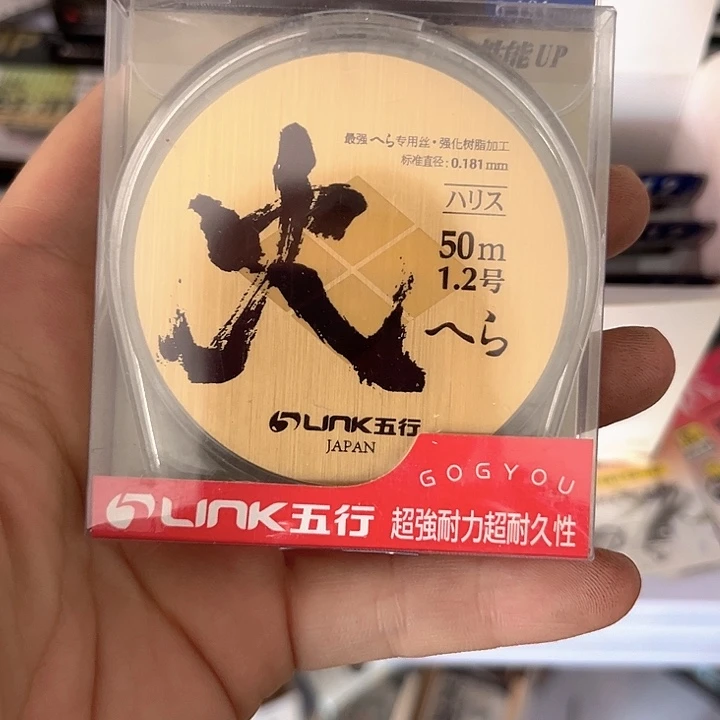 性能UP
火
最强 へら专用丝・强化树脂加工
标准直径：0.181mm
ハリス
50m
1.2号
へら
LINK五行
JAPAN
GOGYOU
LINK五行 超強耐力超耐久性